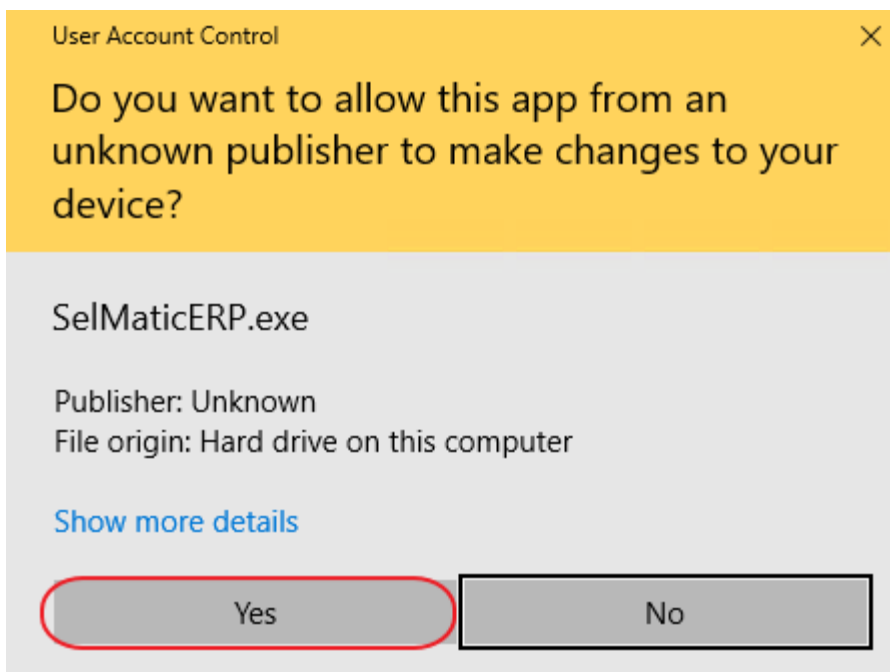 User Account Control
Do you want to allow this app from an
unknown publisher to make changes to your
device?
SelMaticERP.exe
Publisher: Unknown
File origin: Hard drive on this computer
Show more details
Yes
No